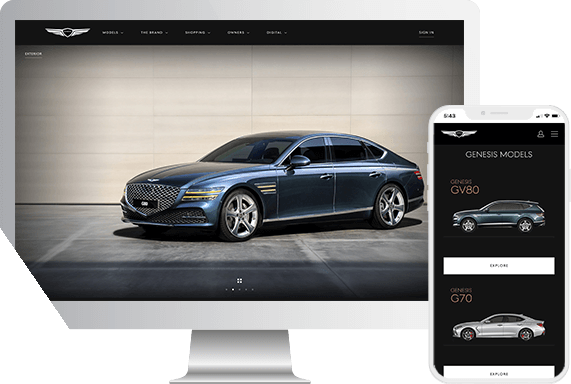 MODELS
THE BRAND
SHOPPING
OWNERS
DIGITAL
SIGN IN
EXTERIOR
G80
5:43
GENESIS MODELS
GENESIS
GV80
EXPLORE
GENESIS
G70
EXPLORE